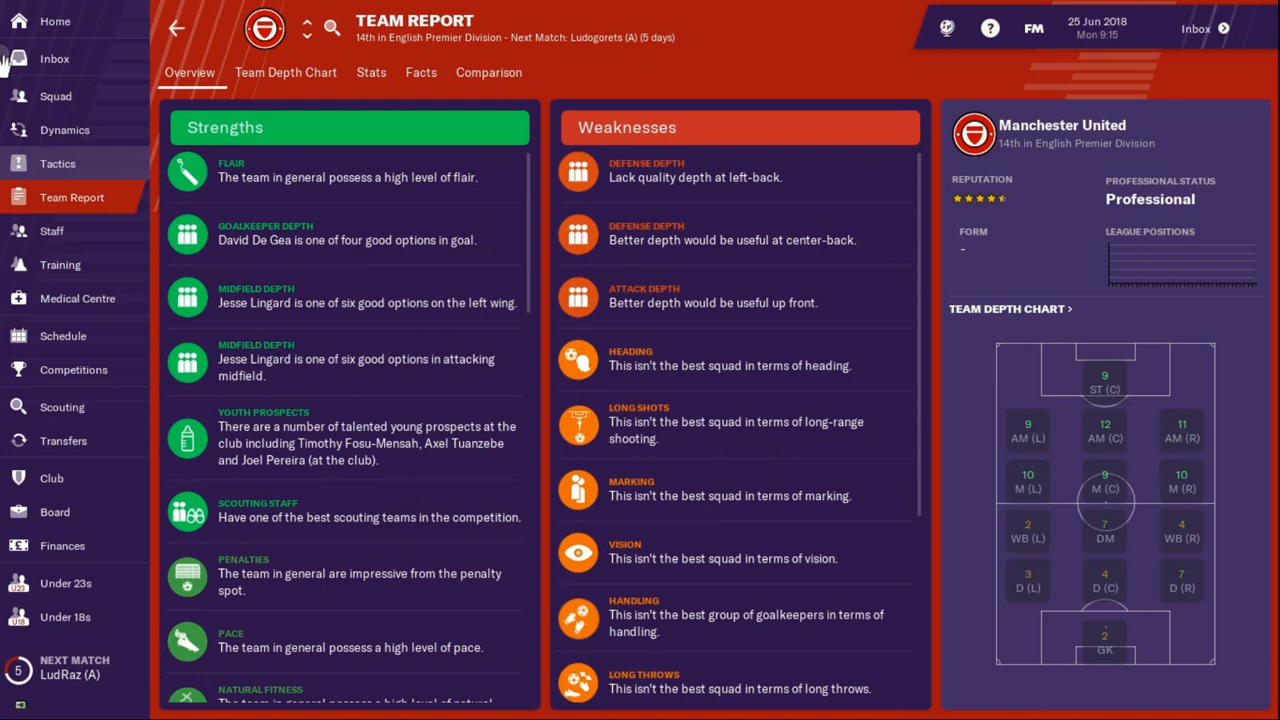 Home
Inbox
Squad
Dynamics
Tactics
Team Report
Staff
Training
Medical Centre
Schedule
Competitions
Scouting
Transfers
Club
Board
Finances
U23
Under 23s
U18
Under 18s
5
NEXT MATCH
LudRaz (A)
TEAM REPORT
14th in English Premier Division - Next Match: Ludogorets (A) (5 days)
?
FM
25 Jun 2018
Mon 9:15
Inbox
Overview
Team Depth Chart
Stats
Facts
Comparison
Strengths
FLAIR
The team in general possess a high level of flair.
GOALKEEPER DEPTH
David De Gea is one of four good options in goal.
MIDFIELD DEPTH
Jesse Lingard is one of six good options on the left wing.
MIDFIELD DEPTH
Jesse Lingard is one of six good options in attacking
midfield.
YOUTH PROSPECTS
There are a number of talented young prospects at the
club including Timothy Fosu-Mensah, Axel Tuanzebe
and Joel Pereira (at the club).
SCOUTING STAFF
Have one of the best scouting teams in the competition.
PENALTIES
The team in general are impressive from the penalty
spot.
PACE
The team in general possess a high level of pace.
NATURAL FITNESS
The team in general possess a high level of natural
Weaknesses
DEFENSE DEPTH
Lack quality depth at left-back.
DEFENSE DEPTH
Better depth would be useful at center-back.
ATTACK DEPTH
Better depth would be useful up front.
HEADING
This isn't the best squad in terms of heading.
LONG SHOTS
This isn't the best squad in terms of long-range
shooting.
MARKING
This isn't the best squad in terms of marking.
VISION
This isn't the best squad in terms of vision.
HANDLING
This isn't the best group of goalkeepers in terms of
handling.
LONG THROWS
This isn't the best squad in terms of long throws.
Manchester United
14th in English Premier Division
REPUTATION
PROFESSIONAL STATUS
Professional
FORM
-
LEAGUE POSITIONS
TEAM DEPTH CHART >
9
ST (C)
9 12 11
AM (L) AM (C) AM (R)
10 9 10
M (L) M (C) M (R)
2 7 4
WB (L) DM WB (R)
3 4 7
D (L) D (C) D (R)
2
GK